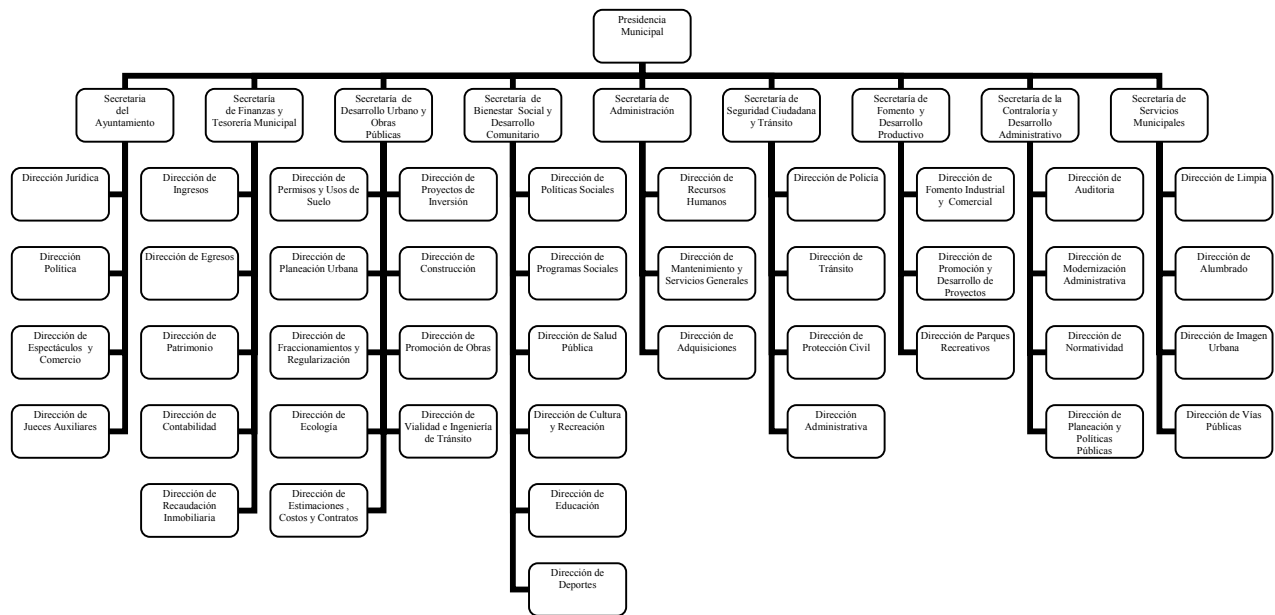 Presidencia
Municipal
Secretaria
del
Ayuntamiento
Secretaría
de Finanzas y
Tesorería Municipal
Secretaría de
Desarrollo Urbano y
Obras
Públicas
Secretaría de
Bienestar Social y
Desarrollo
Comunitario
Secretaría de
Administración
Secretaría de
Seguridad Ciudadana
y Tránsito
Secretaría de
Fomento y
Desarrollo
Productivo
Secretaría de la
Contraloría y
Desarrollo
Administrativo
Secretaría de
Servicios
Municipales
Dirección Jurídica
Dirección
Política
Dirección de
Espectáculos y
Comercio
Dirección de
Jueces Auxiliares
Dirección de
Ingresos
Dirección de Egresos
Dirección de
Patrimonio
Dirección de
Contabilidad
Dirección de
Recaudación
Inmobiliaria
Dirección de
Permisos y Usos de
Suelo
Dirección de
Planeación Urbana
Dirección de
Fraccionamientos y
Regularización
Dirección de
Ecología
Dirección de
Estimaciones ,
Costos y Contratos
Dirección de
Proyectos de
Inversión
Dirección de
Construcción
Dirección de
Promoción de Obras
Dirección de
Vialidad e Ingeniería
de Tránsito
Dirección de
Políticas Sociales
Dirección de
Programas Sociales
Dirección de Salud
Pública
Dirección de Cultura
y Recreación
Dirección de
Educación
Dirección de
Deportes
Dirección de
Recursos
Humanos
Dirección de
Mantenimiento y
Servicios Generales
Dirección de
Adquisiciones
Dirección de Policía
Dirección de
Tránsito
Dirección de
Protección Civil
Dirección
Administrativa
Dirección de
Fomento Industrial
y Comercial
Dirección de
Promoción y
Desarrollo de
Proyectos
Dirección de Parques
Recreativos
Dirección de
Auditoria
Dirección de
Modernización
Administrativa
Dirección de
Normatividad
Dirección de
Planeación y
Políticas
Públicas
Dirección de Limpia
Dirección de
Alumbrado
Dirección de Imagen
Urbana
Dirección de Vías
Públicas